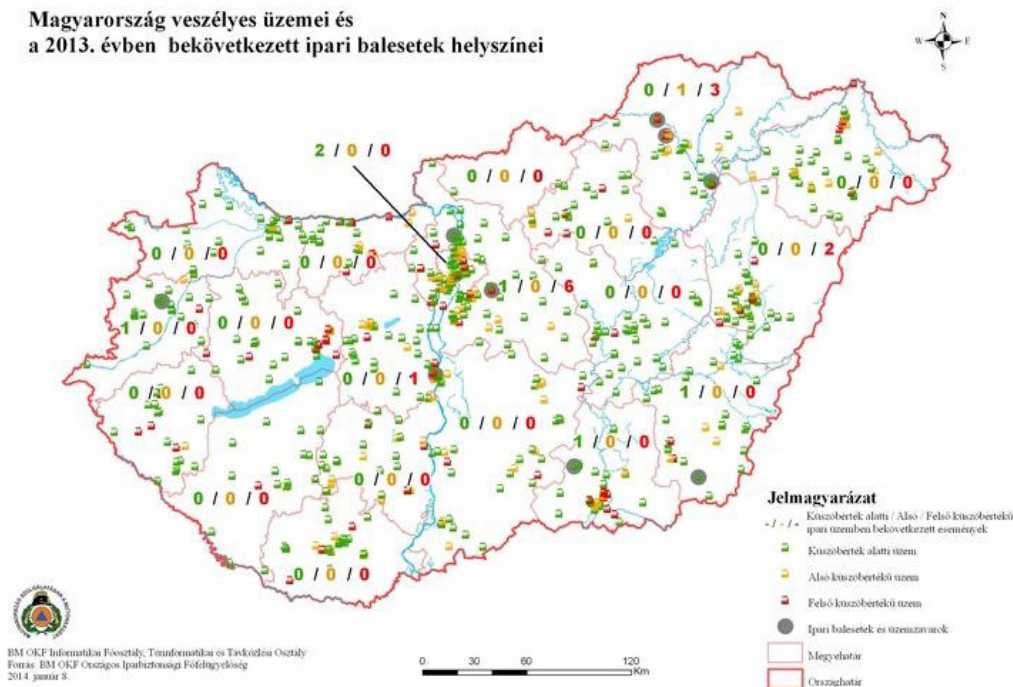 Magyarország veszélyes üzemei és
a 2013. évben bekövetkezett ipari balesetek helyszínei
N
W E
S
0 / 1 / 3
2 / 0 / 0
0 / 0 / 0
0 / 0 / 0
0 / 0 / 0
0 / 0 / 0
0 / 0 / 0
0 / 0 / 2
1 / 0 / 6
0 / 0 / 0
1 / 0 / 0
0 / 0 / 0
0 / 0 / 0
0 / 0 / 1
1 / 0 / 0
0 / 0 / 0
1 / 0 / 0
0 / 0 / 0
0 / 0 / 0
0 / 0 / 0
Jelmagyarázat
- / - / - Küszöbérték alatti / Alsó / Felső küszöbértékű
ipari üzemben bekövetkezett események
Küszöbérték alatti üzem
Alsó küszöbértékű üzem
Felső küszöbértékű üzem
Ipari balesetek és üzemzavarok
Megyehatár
Országhatár
BM OKF Informatikai Főosztály, Térinformatikai és Távközlési Osztály
Forrás: BM OKF Országos Iparbiztonsági Főfelügyelőség
2014. január 8.
0 30 60 120
Km